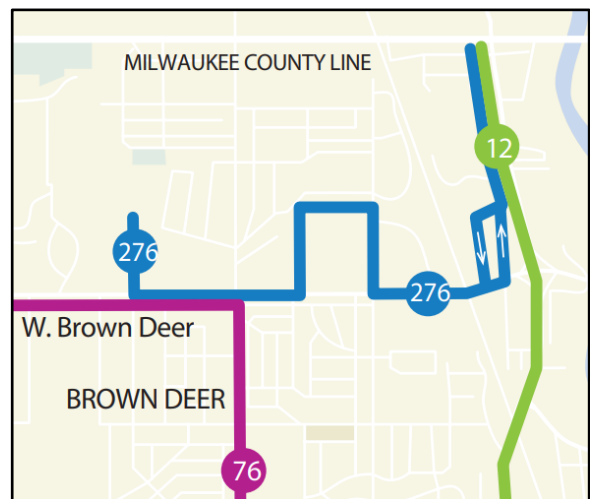 MILWAUKEE COUNTY LINE
12
276
276
W. Brown Deer
BROWN DEER
76